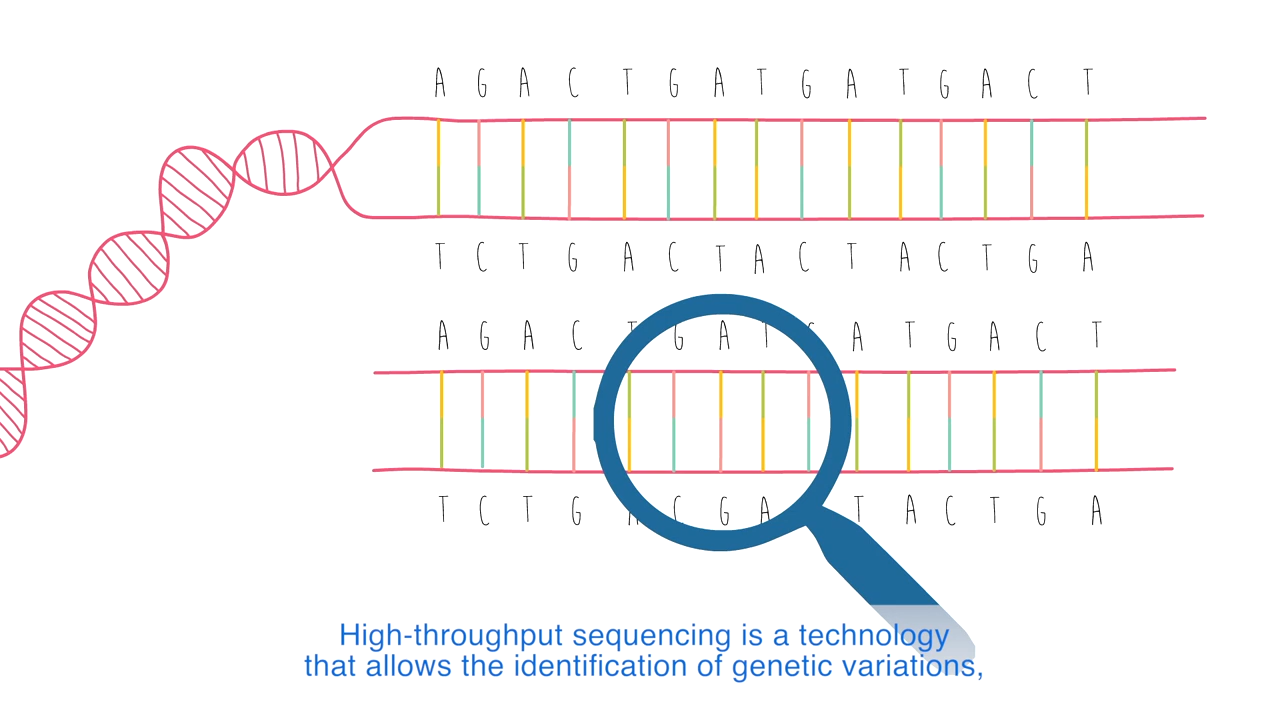 A G A C T G A T G A T G A C T
T C T G A C T A C T A C T G A
A G A C T G A T G A T G A C T
T C T G A C G A T A C T G A
High-throughput sequencing is a technology
that allows the identification of genetic variations,